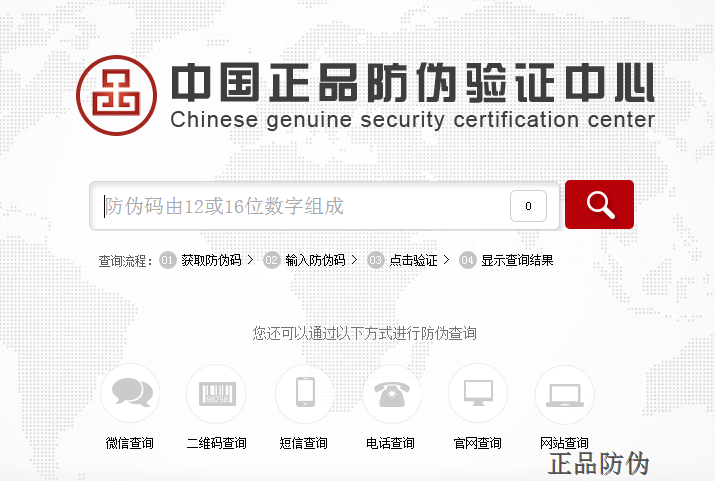 中国正品防伪验证中心
Chinese genuine security certification center
防伪码由12或16位数字组成
0
查询流程： 01 获取防伪码 > 02 输入防伪码 > 03 点击验证 > 04 显示查询结果
您还可以通过以下方式进行防伪查询
96756
微信查询 二维码查询 短信查询 电话查询 官网查询 网站查询
正品防伪